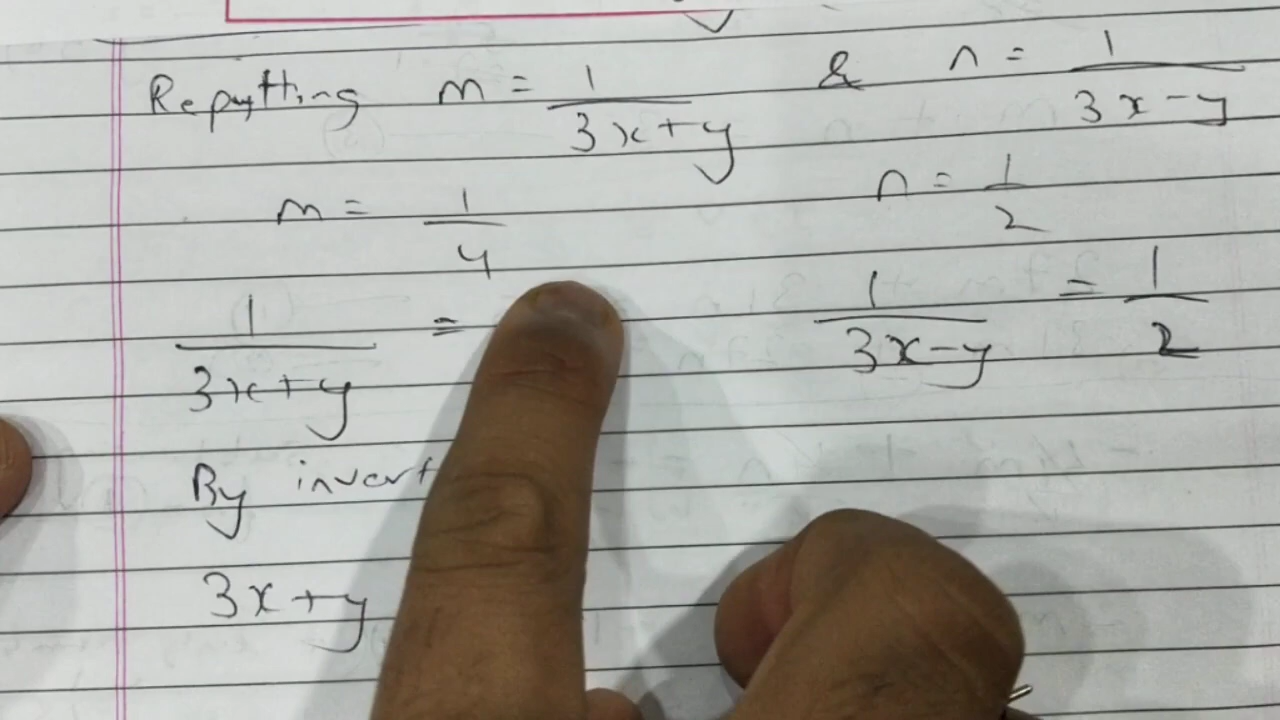 Reputting m = 1/(3x+y) & n = 1/(3x-y)
m = 1/4 n = 1/2
1/(3x+y) = 1/(3x-y) = 1/2
By invert
3x+y